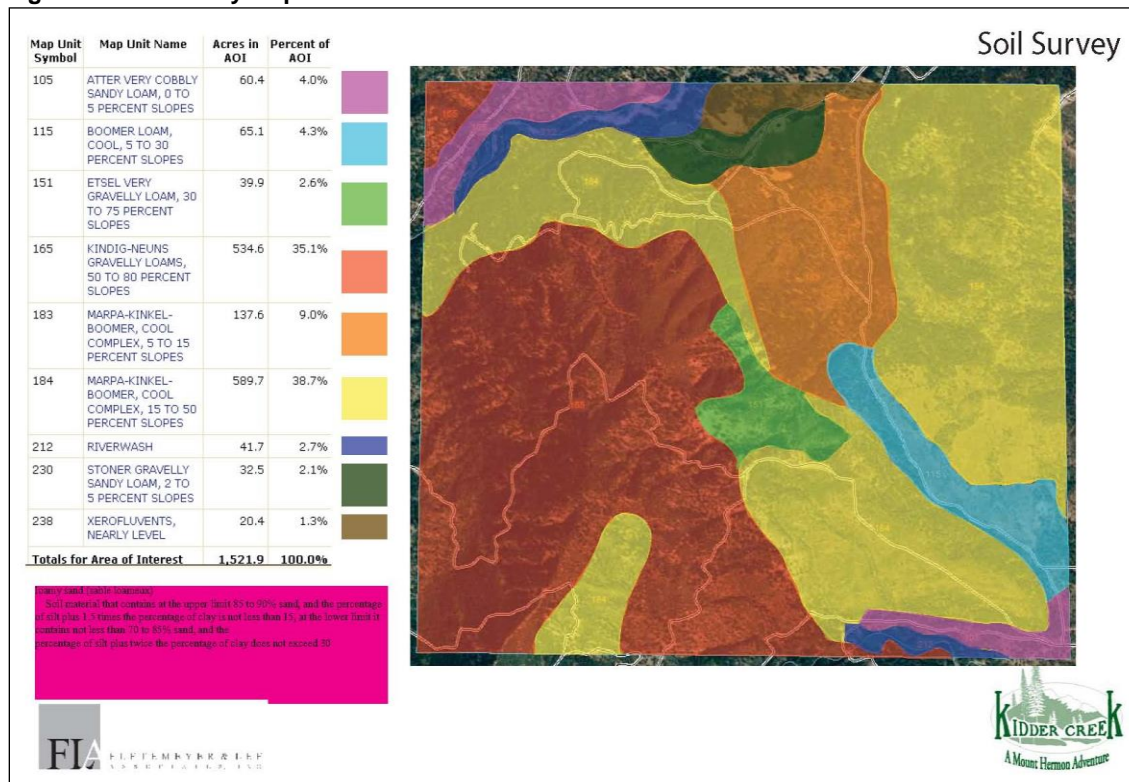 Soil Survey
Map Unit Symbol Map Unit Name Acres in AOI Percent of AOI
105 ATTER VERY COBBLY SANDY LOAM, 0 TO 5 PERCENT SLOPES 60.4 4.0%
115 BOOMER LOAM, COOL, 5 TO 30 PERCENT SLOPES 65.1 4.3%
151 ETSEL VERY GRAVELLY LOAM, 30 TO 75 PERCENT SLOPES 39.9 2.6%
165 KINDIG-NEUNS GRAVELLY LOAMS, 50 TO 80 PERCENT SLOPES 534.6 35.1%
183 MARPA-KINKEL-BOOMER, COOL COMPLEX, 5 TO 15 PERCENT SLOPES 137.6 9.0%
184 MARPA-KINKEL-BOOMER, COOL COMPLEX, 15 TO 50 PERCENT SLOPES 589.7 38.7%
212 RIVERWASH 41.7 2.7%
230 STONER GRAVELLY SANDY LOAM, 2 TO 5 PERCENT SLOPES 32.5 2.1%
238 XEROFLUVENTS, NEARLY LEVEL 20.4 1.3%
Totals for Area of Interest 1,521.9 100.0%
loamy sand (sable loameux)
Soil material that contains at the upper limit 85 to 90% sand, and the percentage
of silt plus 1.5 times the percentage of clay is not less than 15; at the lower limit it
contains not less than 70 to 85% sand, and the
percentage of silt plus twice the percentage of clay does not exceed 30
184
184
184
115
FLA
KIDDER CREEK
A Mount Hermon Adventure